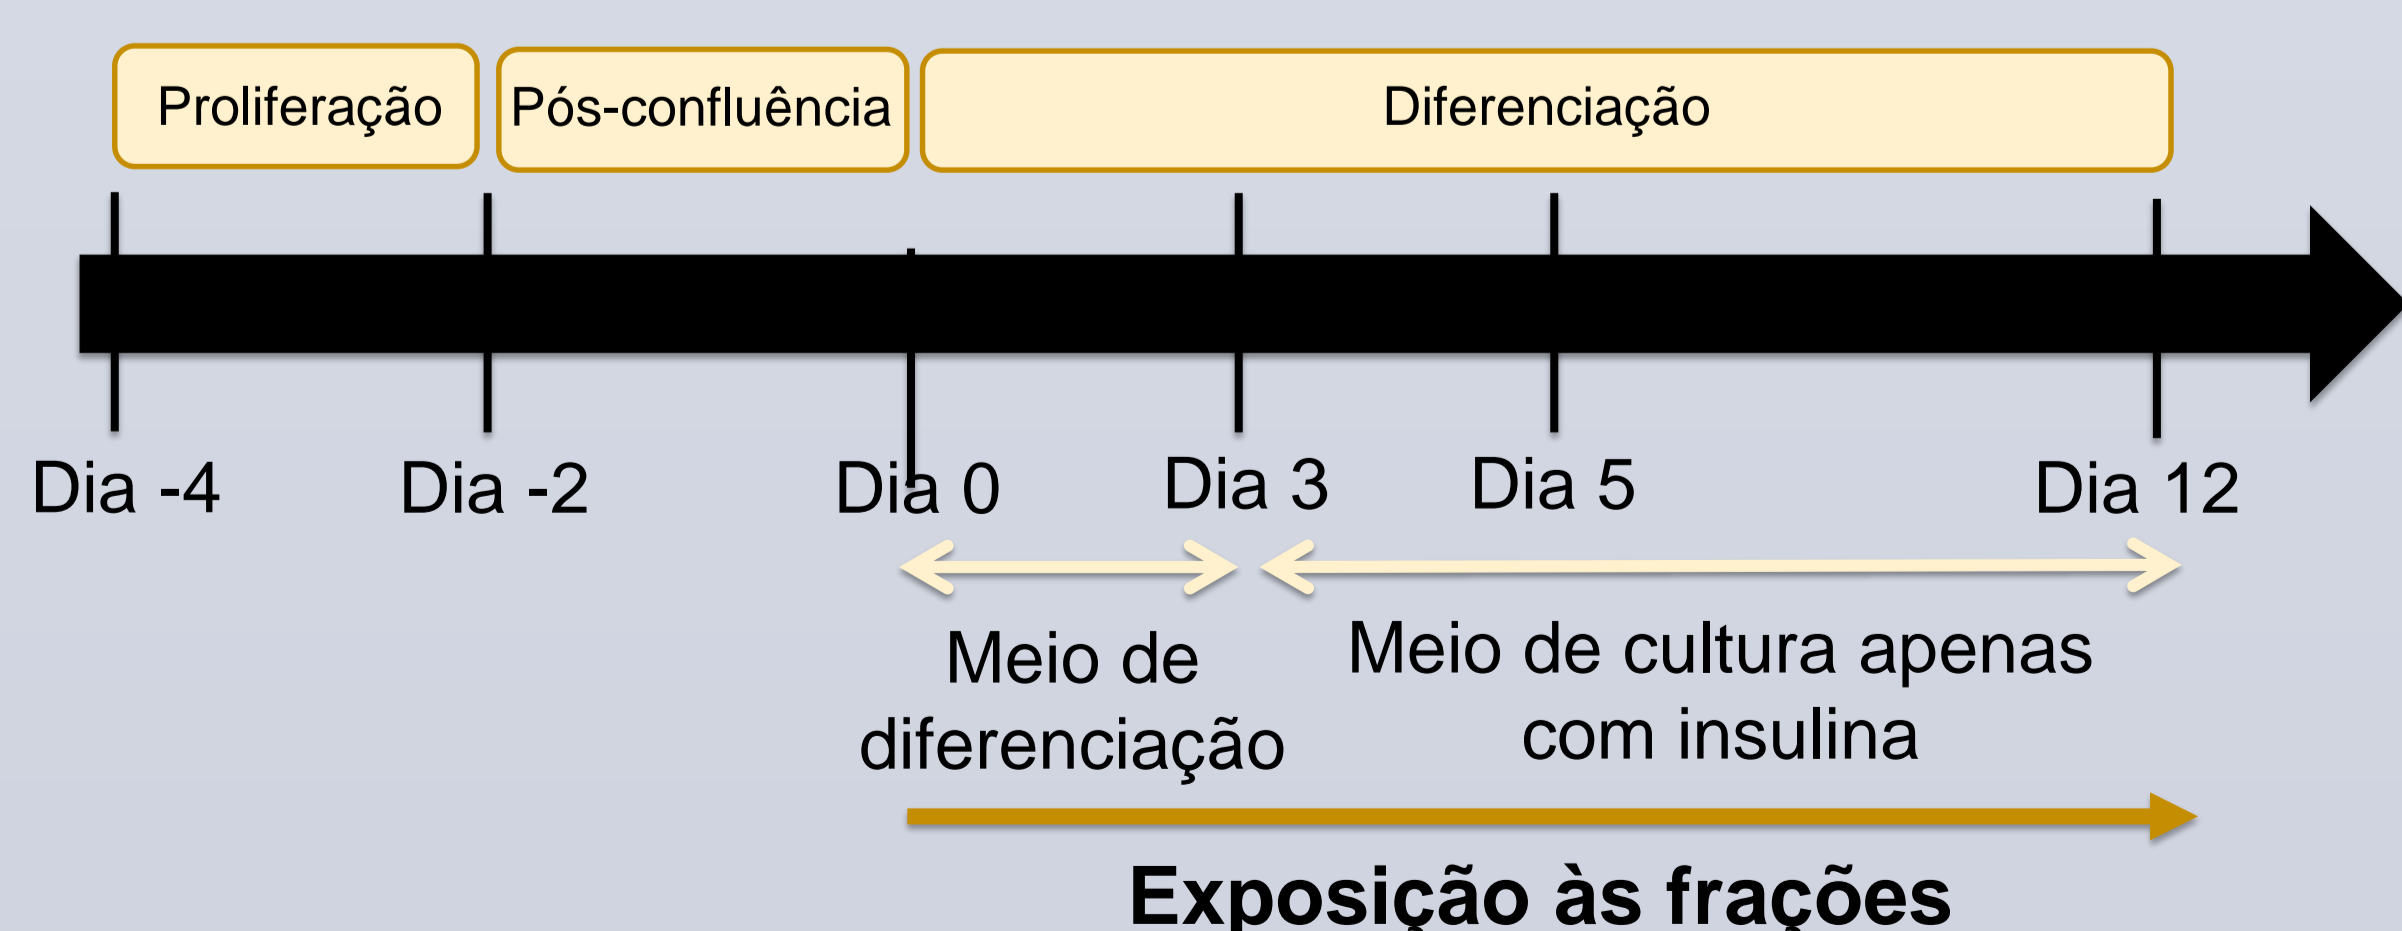 Proliferação
Pós-confluência
Diferenciação
Dia -4
Dia -2
Dia 0
Dia 3
Dia 5
Dia 12
Meio de
diferenciação
Meio de cultura apenas
com insulina
Exposição às frações